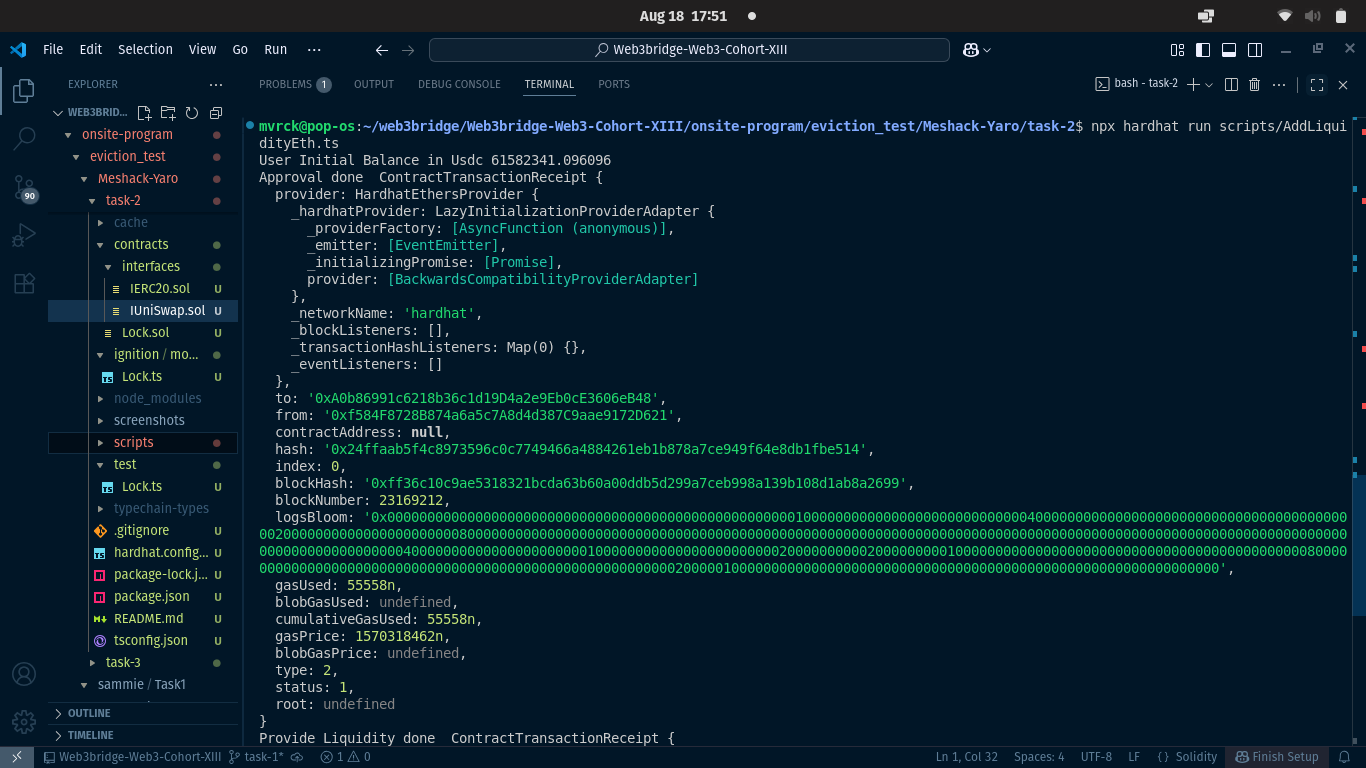 Aug 18 17:51
File Edit Selection View Go Run ···
Web3bridge-Web3-Cohort-XIII
EXPLORER
WEB3BRID...
onsite-program
eviction_test
Meshack-Yaro
task-2
cache
contracts
interfaces
IERC20.sol U
IUniSwap.sol U
Lock.sol U
ignition / mo...
Lock.ts U
node_modules
screenshots
scripts
test
Lock.ts U
typechain-types
.gitignore U
hardhat.config... U
package-lock.j... U
package.json U
README.md U
tsconfig.json U
task-3
sammie / Task1
OUTLINE
TIMELINE
90
PROBLEMS 1 OUTPUT DEBUG CONSOLE TERMINAL PORTS
bash - task-2
mvrck@pop-os:~/web3bridge/Web3bridge-Web3-Cohort-XIII/onsite-program/eviction_test/Meshack-Yaro/task-2$ npx hardhat run scripts/AddLiqui
dityEth.ts
User Initial Balance in Usdc 61582341.096096
Approval done  ContractTransactionReceipt {
provider: HardhatEthersProvider {
_hardhatProvider: LazyInitializationProviderAdapter {
_providerFactory: [AsyncFunction (anonymous)],
_emitter: [EventEmitter],
_initializingPromise: [Promise],
provider: [BackwardsCompatibilityProviderAdapter]
},
_networkName: 'hardhat',
_blockListeners: [],
_transactionHashListeners: Map(0) {},
_eventListeners: []
},
to: '0xA0b86991c6218b36c1d19D4a2e9Eb0cE3606eB48',
from: '0xf584F8728B874a6a5c7A8d4d387C9aae9172D621',
contractAddress: null,
hash: '0x24ffaab5f4c8973596c0c7749466a4884261eb1b878a7ce949f64e8db1fbe514',
index: 0,
blockHash: '0xff36c10c9ae5318321bcda63b60a00ddb5d299a7ceb998a139b108d1ab8a2699',
blockNumber: 23169212,
logsBloom:
gasUsed: 55558n,
blobGasUsed: undefined,
cumulativeGasUsed: 55558n,
gasPrice: 1570318462n,
blobGasPrice: undefined,
type: 2,
status: 1,
root: undefined
}
Provide Liquidity done  ContractTransactionReceipt {
Web3bridge-Web3-Cohort-XIII task-1* 1 0
Ln 1, Col 32 Spaces: 4 UTF-8 LF {} Solidity Finish Setup